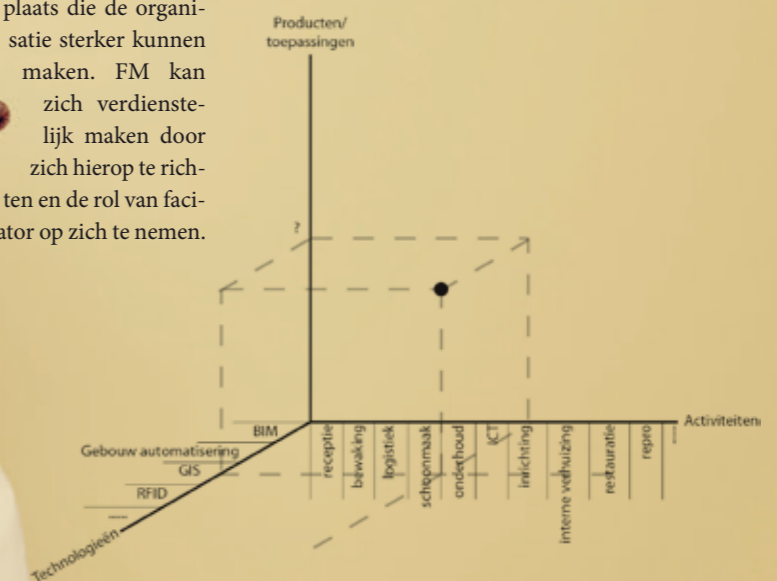 plaats die de organi-
satie sterker kunnen
maken. FM kan
zich verdienste-
lijk maken door
zich hierop te rich-
ten en de rol van faci-
ator op zich te nemen.
Producten/
toepassingen
?
Activiteiten
BIM
Gebouw automatisering
GIS
RFID
Technologieën
receptie
bewaking
logistiek
schoonmaak
onderhoud
ICT
inrichting
interne verhuizing
restauratie
repro